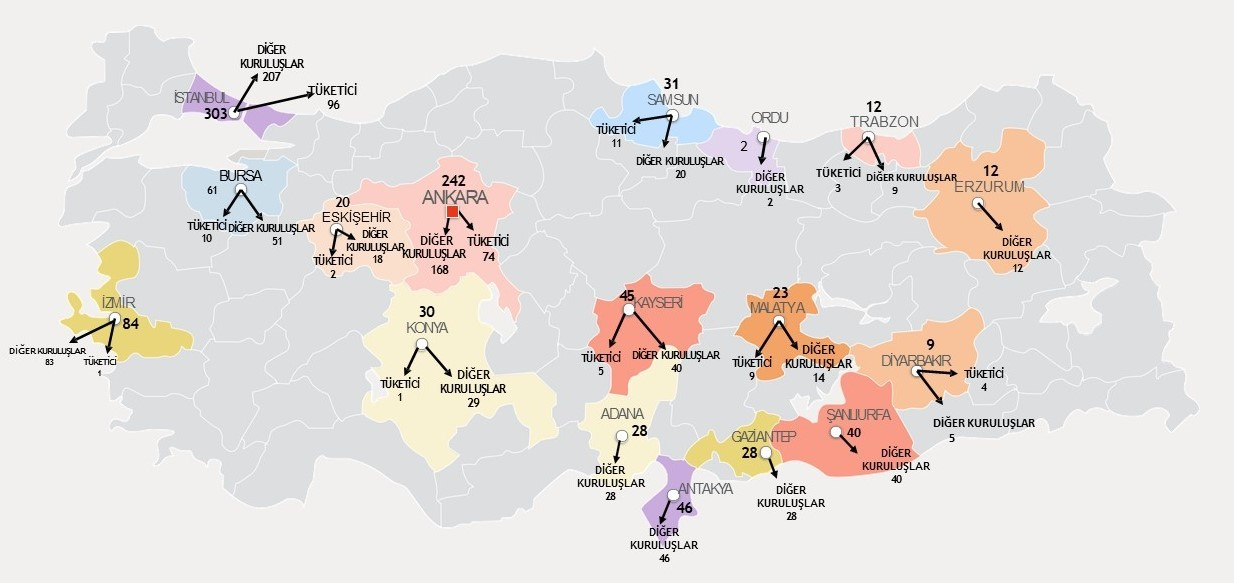 DİĞER
KURULUŞLAR
207
TÜKETİCİ
96
İSTANBUL
303
31
SAMSUN
TÜKETİCİ
11
DİĞER KURULUŞLAR
20
ORDU
2
DİĞER
KURULUŞLAR
2
12
TRABZON
TÜKETİCİ
3
DİĞER KURULUŞLAR
9
12
ERZURUM
DİĞER
KURULUŞLAR
12
BURSA
61
TÜKETİCİ
10
DİĞER KURULUŞLAR
51
20
ESKİŞEHİR
DİĞER
KURULUŞLAR
18
TÜKETİCİ
2
242
ANKARA
DİĞER
KURULUŞLAR
168
TÜKETİCİ
74
İZMİR
84
DİĞER KURULUŞLAR
83
TÜKETİCİ
1
30
KONYA
TÜKETİCİ
1
DİĞER
KURULUŞLAR
29
45
KAYSERİ
TÜKETİCİ
5
DİĞER KURULUŞLAR
40
23
MALATYA
TÜKETİCİ
9
DİĞER
KURULUŞLAR
14
9
DİYARBAKIR
TÜKETİCİ
4
DİĞER KURULUŞLAR
5
ADANA
28
DİĞER
KURULUŞLAR
28
GAZİANTEP
28
DİĞER
KURULUŞLAR
28
ŞANLIURFA
40
DİĞER
KURULUŞLAR
40
ANTAKYA
46
DİĞER
KURULUŞLAR
46